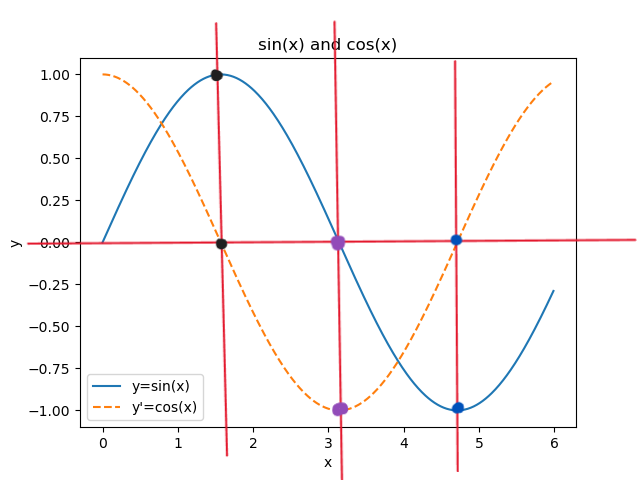 sin(x) and cos(x)
1.00
0.75
0.50
0.25
0.00
−0.25
−0.50
−0.75
−1.00
y
y=sin(x)
y'=cos(x)
0 1 2 3 4 5 6
x